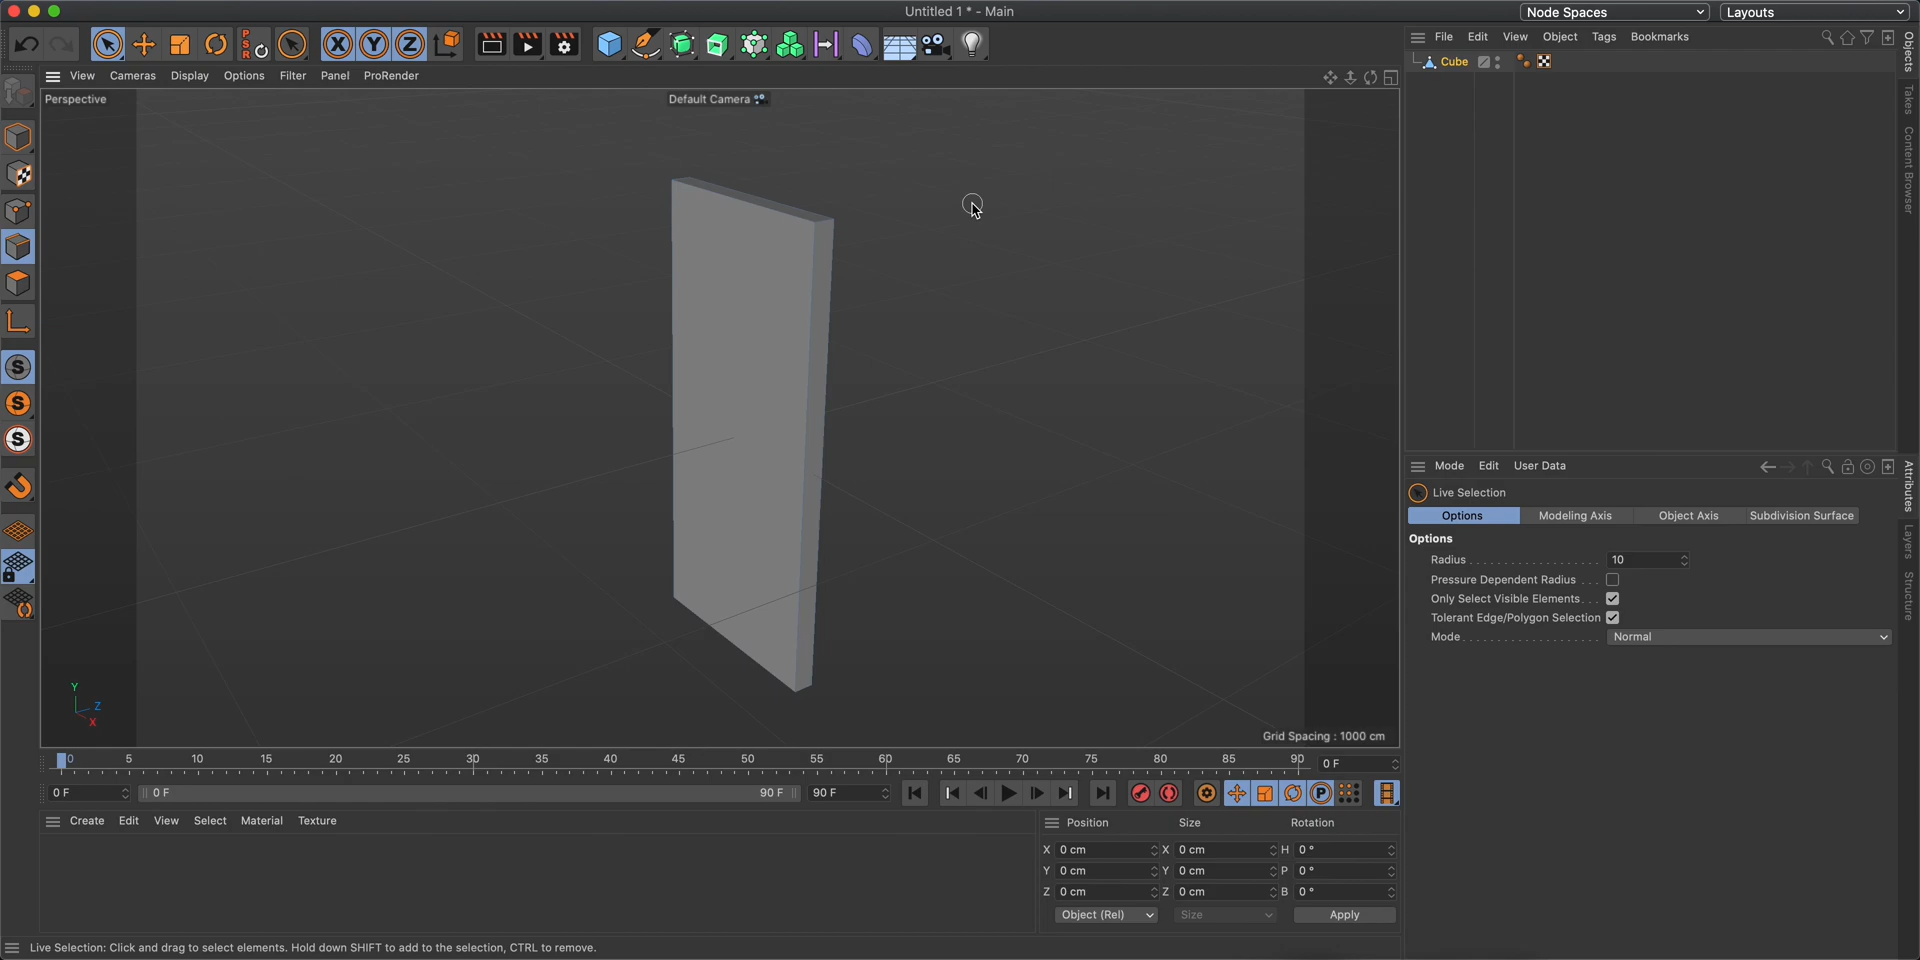 Untitled 1 * - Main
Node Spaces
Layouts
PSR
X Y Z
File Edit View Object Tags Bookmarks
View Cameras Display Options Filter Panel ProRender
Cube
Objects
Takes
Content Browser
Perspective
Default Camera
S
S
S
Y
Z
X
Grid Spacing : 1000 cm
Mode Edit User Data
Live Selection
Options Modeling Axis Object Axis Subdivision Surface
Options
Radius 10
Pressure Dependent Radius
Only Select Visible Elements
Tolerant Edge/Polygon Selection
Mode Normal
Attributes
Layers
Structure
0 5 10 15 20 25 30 35 40 45 50 55 60 65 70 75 80 85 90 0 F
0 F 0 F 90 F 90 F P
Create Edit View Select Material Texture
Position Size Rotation
X 0 cm X 0 cm H 0 °
Y 0 cm Y 0 cm P 0 °
Z 0 cm Z 0 cm B 0 °
Object (Rel) Size Apply
Live Selection: Click and drag to select elements. Hold down SHIFT to add to the selection, CTRL to remove.